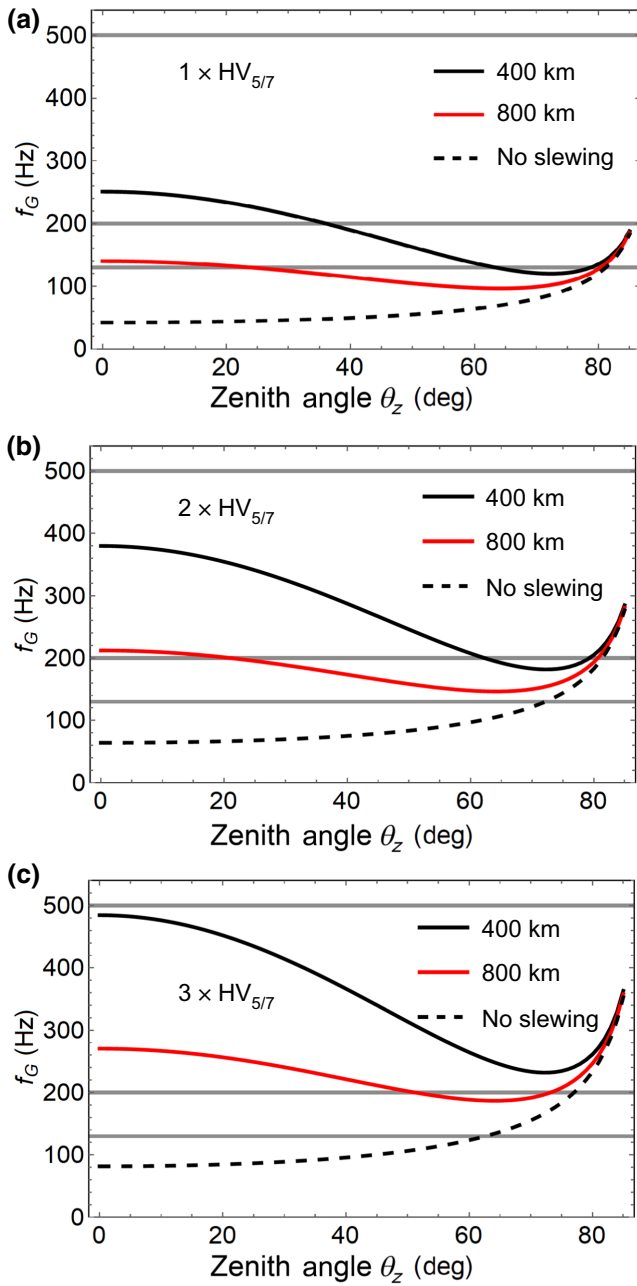 (a)
500
400
300
200
100
0
f_G (Hz)
1 × HV_5/7
400 km
800 km
No slewing
0 20 40 60 80
Zenith angle θ_z (deg)
(b)
500
400
300
200
100
0
f_G (Hz)
2 × HV_5/7
400 km
800 km
No slewing
0 20 40 60 80
Zenith angle θ_z (deg)
(c)
500
400
300
200
100
0
f_G (Hz)
3 × HV_5/7
400 km
800 km
No slewing
0 20 40 60 80
Zenith angle θ_z (deg)